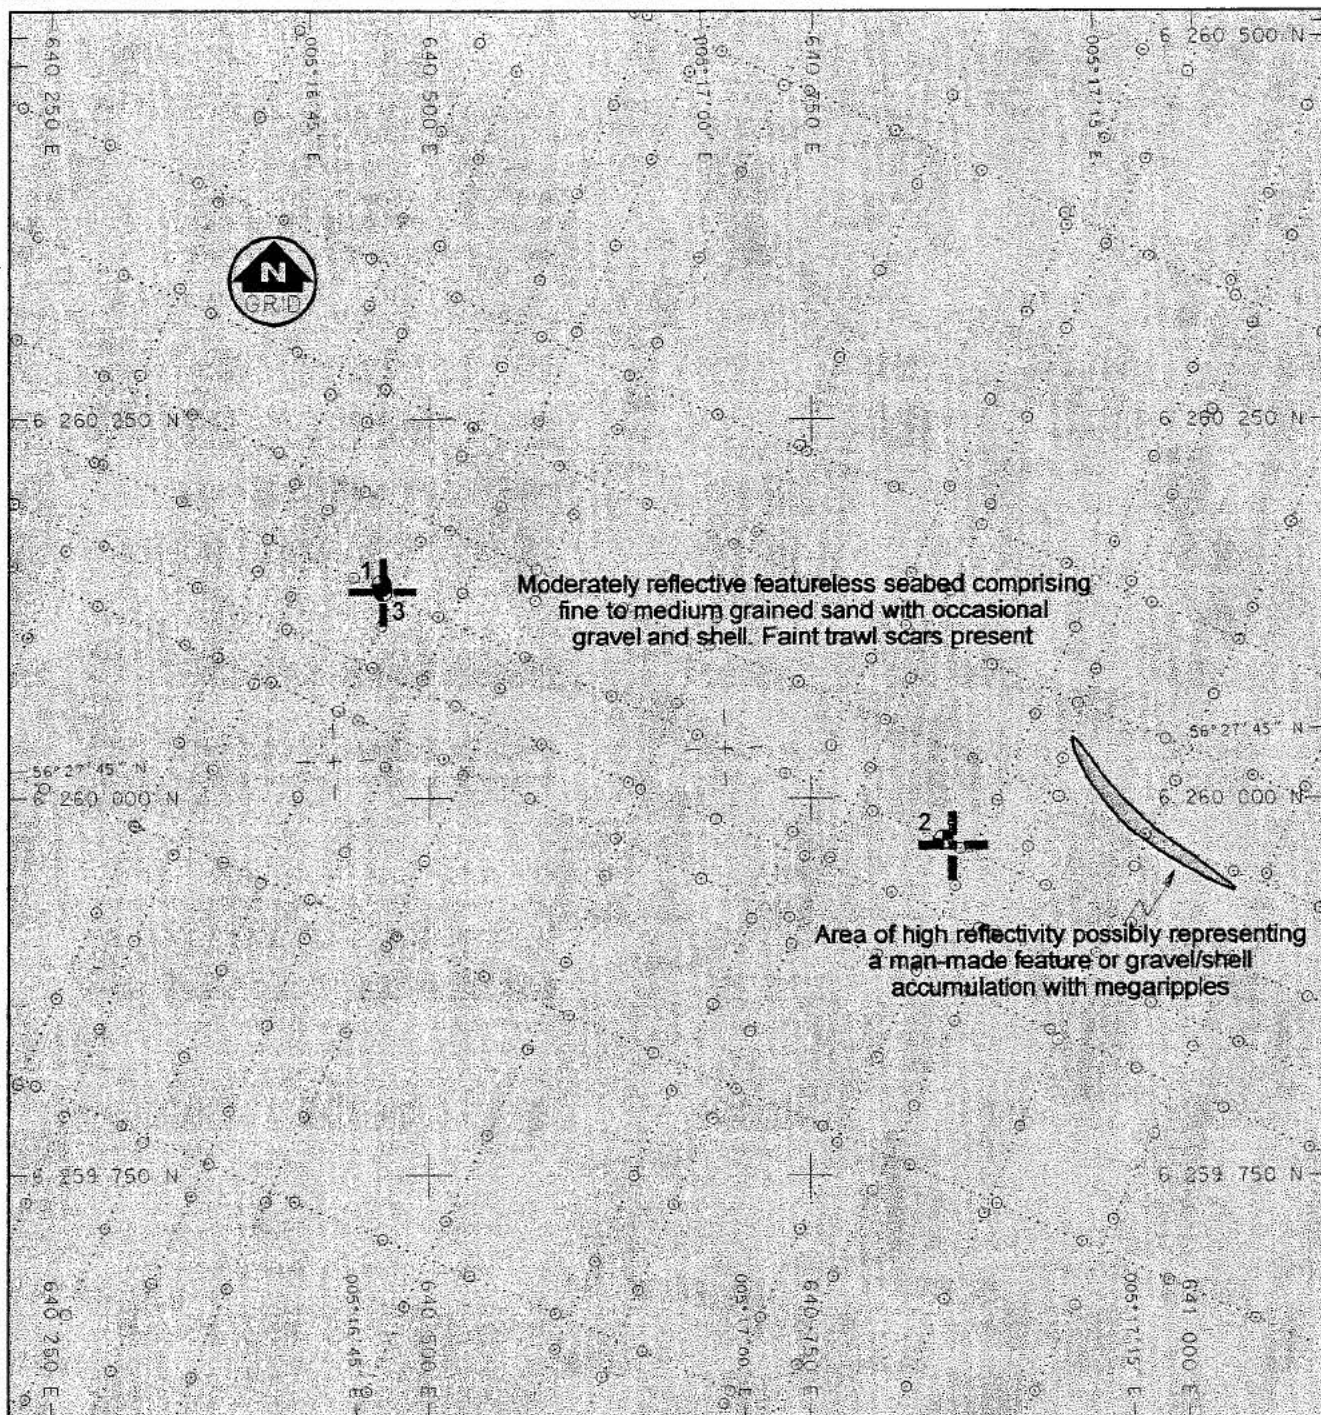 640 250 E
005°16'45" E
640 500 E
005°17'00" E
640 750 E
005°17'15" E
6 260 500 N
N
GRID
6 260 250 N
6 260 250 N
1
3
Moderately reflective featureless seabed comprising
fine to medium grained sand with occasional
gravel and shell. Faint trawl scars present
56°27'45" N
56°27'45" N
6 260 000 N
6 260 000 N
2
Area of high reflectivity possibly representing
a man-made feature or gravel/shell
accumulation with megaripples
6 259 750 N
6 259 750 N
640 250 E
005°16'45" E
640 500 E
005°17'00" E
640 750 E
005°17'15" E
641 000 E